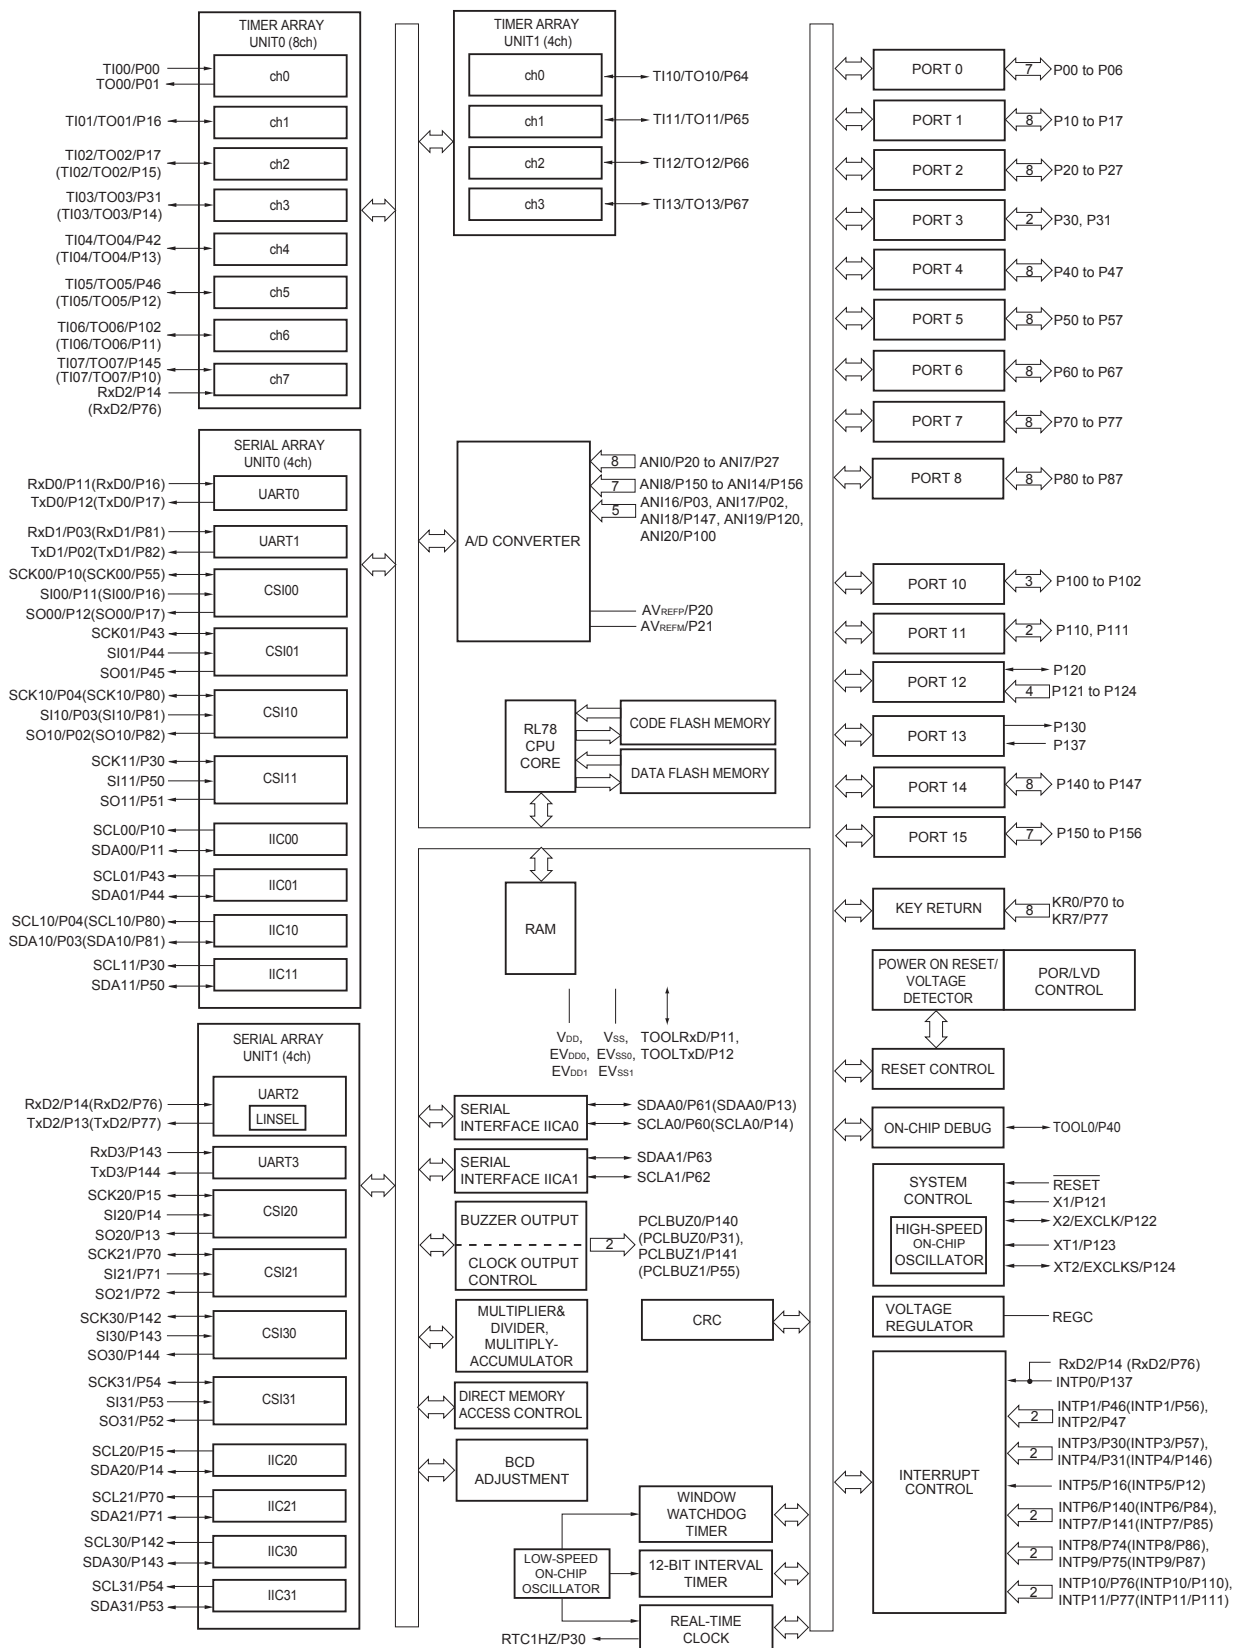 TIMER ARRAY
UNIT0 (8ch)
TI00/P00
TO00/P01
ch0
TI01/TO01/P16
ch1
TI02/TO02/P17
(TI02/TO02/P15)
ch2
TI03/TO03/P31
(TI03/TO03/P14)
ch3
TI04/TO04/P42
(TI04/TO04/P13)
ch4
TI05/TO05/P46
(TI05/TO05/P12)
ch5
TI06/TO06/P102
(TI06/TO06/P11)
ch6
TI07/TO07/P145
(TI07/TO07/P10)
RxD2/P14
(RxD2/P76)
ch7
SERIAL ARRAY
UNIT0 (4ch)
RxD0/P11(RxD0/P16)
TxD0/P12(TxD0/P17)
UART0
RxD1/P03(RxD1/P81)
TxD1/P02(TxD1/P82)
UART1
SCK00/P10(SCK00/P55)
SI00/P11(SI00/P16)
SO00/P12(SO00/P17)
CSI00
SCK01/P43
SI01/P44
SO01/P45
CSI01
SCK10/P04(SCK10/P80)
SI10/P03(SI10/P81)
SO10/P02(SO10/P82)
CSI10
SCK11/P30
SI11/P50
SO11/P51
CSI11
SCL00/P10
SDA00/P11
IIC00
SCL01/P43
SDA01/P44
IIC01
SCL10/P04(SCL10/P80)
SDA10/P03(SDA10/P81)
IIC10
SCL11/P30
SDA11/P50
IIC11
SERIAL ARRAY
UNIT1 (4ch)
RxD2/P14(RxD2/P76)
TxD2/P13(TxD2/P77)
UART2
LINSEL
RxD3/P143
TxD3/P144
UART3
SCK20/P15
SI20/P14
SO20/P13
CSI20
SCK21/P70
SI21/P71
SO21/P72
CSI21
SCK30/P142
SI30/P143
SO30/P144
CSI30
SCK31/P54
SI31/P53
SO31/P52
CSI31
SCL20/P15
SDA20/P14
IIC20
SCL21/P70
SDA21/P71
IIC21
SCL30/P142
SDA30/P143
IIC30
SCL31/P54
SDA31/P53
IIC31
TIMER ARRAY
UNIT1 (4ch)
ch0
TI10/TO10/P64
ch1
TI11/TO11/P65
ch2
TI12/TO12/P66
ch3
TI13/TO13/P67
A/D CONVERTER
8 ANI0/P20 to ANI7/P27
7 ANI8/P150 to ANI14/P156
5 ANI16/P03, ANI17/P02,
ANI18/P147, ANI19/P120,
ANI20/P100
AVREFP/P20
AVREFM/P21
RL78
CPU
CORE
CODE FLASH MEMORY
DATA FLASH MEMORY
RAM
VDD,
EVDD0,
EVDD1
VSS,
EVSS0,
EVSS1
TOOLRxD/P11,
TOOLTxD/P12
SERIAL
INTERFACE IICA0
SDAA0/P61(SDAA0/P13)
SCLA0/P60(SCLA0/P14)
SERIAL
INTERFACE IICA1
SDAA1/P63
SCLA1/P62
BUZZER OUTPUT
CLOCK OUTPUT
CONTROL
2
PCLBUZ0/P140
(PCLBUZ0/P31),
PCLBUZ1/P141
(PCLBUZ1/P55)
MULTIPLIER&
DIVIDER,
MULITIPLY-
ACCUMULATOR
CRC
DIRECT MEMORY
ACCESS CONTROL
BCD
ADJUSTMENT
WINDOW
WATCHDOG
TIMER
LOW-SPEED
ON-CHIP
OSCILLATOR
12-BIT INTERVAL
TIMER
REAL-TIME
CLOCK
RTC1HZ/P30
PORT 0
7 P00 to P06
PORT 1
8 P10 to P17
PORT 2
8 P20 to P27
PORT 3
2 P30, P31
PORT 4
8 P40 to P47
PORT 5
8 P50 to P57
PORT 6
8 P60 to P67
PORT 7
8 P70 to P77
PORT 8
8 P80 to P87
PORT 10
3 P100 to P102
PORT 11
2 P110, P111
PORT 12
P120
4 P121 to P124
PORT 13
P130
P137
PORT 14
8 P140 to P147
PORT 15
7 P150 to P156
KEY RETURN
8 KR0/P70 to
KR7/P77
POWER ON RESET/
VOLTAGE
DETECTOR
POR/LVD
CONTROL
RESET CONTROL
ON-CHIP DEBUG
TOOL0/P40
SYSTEM
CONTROL
HIGH-SPEED
ON-CHIP
OSCILLATOR
RESET
X1/P121
X2/EXCLK/P122
XT1/P123
XT2/EXCLKS/P124
VOLTAGE
REGULATOR
REGC
INTERRUPT
CONTROL
RxD2/P14 (RxD2/P76)
INTP0/P137
2 INTP1/P46(INTP1/P56),
INTP2/P47
2 INTP3/P30(INTP3/P57),
INTP4/P31(INTP4/P146)
INTP5/P16(INTP5/P12)
2 INTP6/P140(INTP6/P84),
INTP7/P141(INTP7/P85)
2 INTP8/P74(INTP8/P86),
INTP9/P75(INTP9/P87)
2 INTP10/P76(INTP10/P110),
INTP11/P77(INTP11/P111)